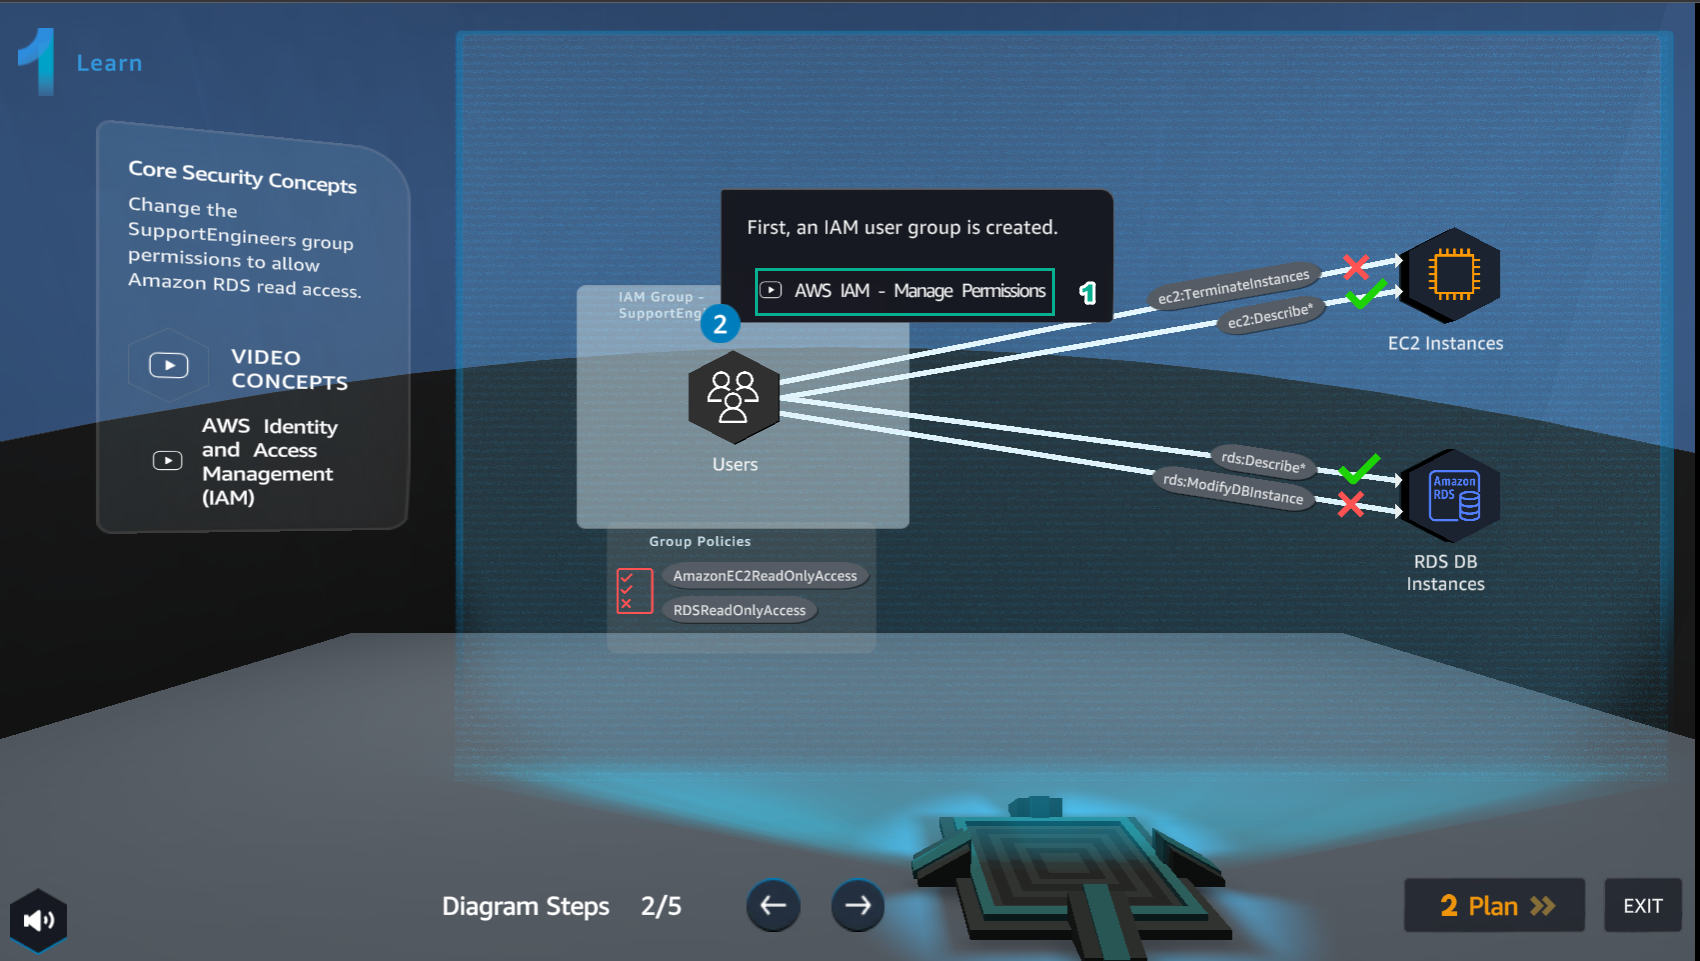 1 Learn
Core Security Concepts
Change the
SupportEngineers group
permissions to allow
Amazon RDS read access.
VIDEO
CONCEPTS
AWS Identity
and Access
Management
(IAM)
First, an IAM user group is created.
AWS IAM - Manage Permissions
1
IAM Group -
2
Users
ec2:TerminateInstances
ec2:Describe*
EC2 Instances
rds:Describe*
rds:ModifyDBInstance
Amazon
RDS
RDS DB
Instances
Group Policies
AmazonEC2ReadOnlyAccess
RDSReadOnlyAccess
Diagram Steps 2/5
2 Plan
EXIT